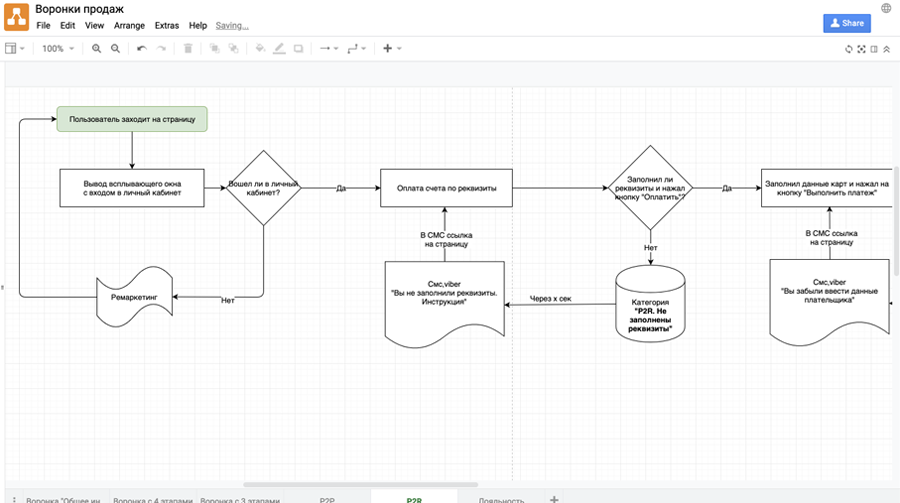 Воронки продаж
File Edit View Arrange Extras Help Saving...
Share
100%
Пользователь заходит на страницу
Вывод всплывающего окна
с входом в личный кабинет
Вошел ли в личный
кабинет?
Да
Оплата счета по реквизиты
Заполнил ли
реквизиты и нажал
кнопку "Оплатить"?
Да
Заполнил данные карт и нажал на
кнопку "Выполнить платеж"
В СМС ссылка
на страницу
Нет
В СМС ссылка
на страницу
Ремаркетинг
Нет
Смс,viber
"Вы не заполнили реквизиты.
Инструкция"
Через x сек
Категория
"P2R. Не
заполнены
реквизиты"
Смс,viber
"Вы забыли ввести данные
плательщика"
Воронка "Общее ин Воронка с 4 этапами Воронка с 3 этапами P2P P2R Лояльность